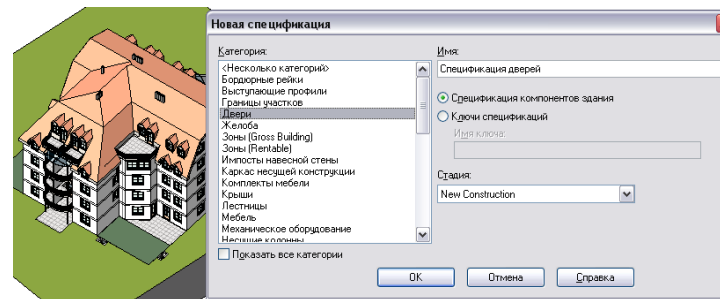 Новая спецификация
Категория:
<Несколько категорий>
Бордюрные рейки
Выступающие профили
Границы участков
Двери
Желоба
Зоны (Gross Building)
Зоны (Rentable)
Импосты навесной стены
Каркас несущей конструкции
Комплекты мебели
Крыши
Лестницы
Мебель
Механическое оборудование
Несущие колонны
Показать все категории
Имя:
Спецификация дверей
Спецификация компонентов здания
Ключи спецификаций
Имя ключа:
Стадия:
New Construction
OK
Отмена
Справка